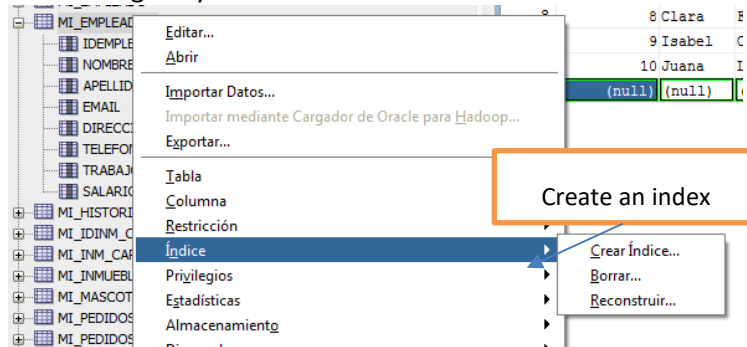 MI_EMPLEAD
IDEMPLE
NOMBRE
APELLID
EMAIL
DIRECCI
TELEFON
TRABAJ
SALARIO
MI_HISTORI
MI_IDINM_C
MI_INM_CAR
MI_INMUEBL
MI_MASCOT
MI_PEDIDOS
MI_PEDIDOS
Editar...
Abrir
Importar Datos...
Importar mediante Cargador de Oracle para Hadoop...
Exportar...
Tabla
Columna
Restricción
Índice
Privilegios
Estadísticas
Almacenamiento
Crear Índice...
Borrar...
Reconstruir...
8 Clara
9 Isabel
10 Juana
(null) (null)
Create an index